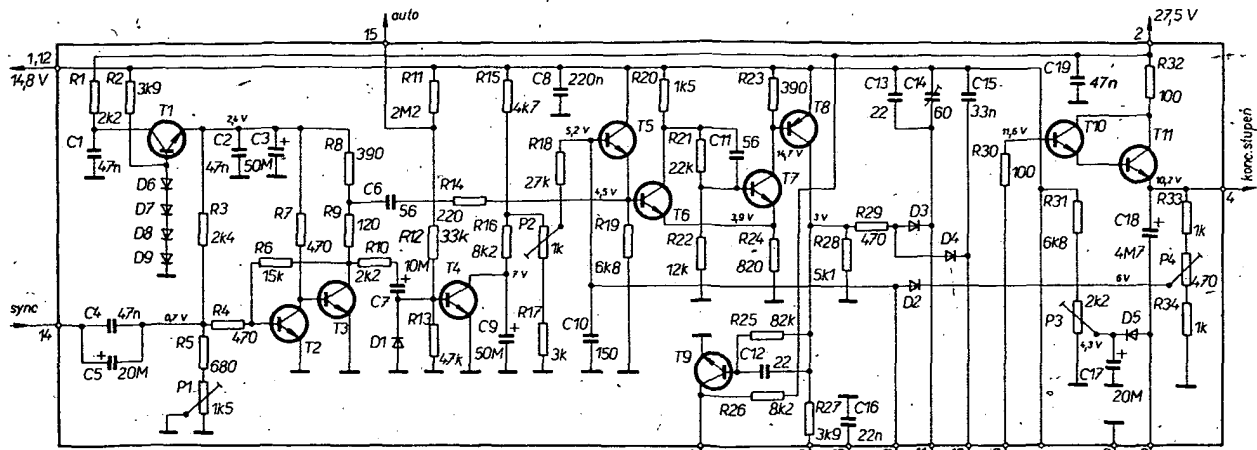 auto
15
27,5 V
2
1,12
14,8 V
R1
2k2
R2
3k9
T1
C1
47n
D6
D7
D8
D9
2,4 V
C2
47n
C3
50M
R3
2k4
R7
470
R8
390
R9
120
C6
56
R6
15k
R10
2k2
R4
470
T2
T3
sync
14
C4
47n
C5
20M
0,7 V
R5
680
P1
1k5
R11
2M2
R14
220
R12
33k
10M
C7
D1
R13
47k
T4
7 V
C9
50M
R15
4k7
R16
8k2
P2
1k
R17
3k
C8
220n
R18
27k
5,2 V
T5
4,5 V
R19
6k8
C10
150
R20
1k5
T6
R21
22k
C11
56
R22
12k
3,9 V
R23
390
T7
R24
820
T8
14,7 V
T9
R25
82k
C12
22
R26
8k2
R27
3k9
C16
22n
3 V
R28
5k1
R29
470
C13
22
C14
60
C15
33n
D3
D4
D2
R30
100
11,6 V
C19
47n
R32
100
T10
T11
10,2 V
konc. stupeň
4
R31
6k8
P3
2k2
4,3 V
D5
C17
20M
C18
4M7
6 V
R33
1k
P4
470
R34
1k